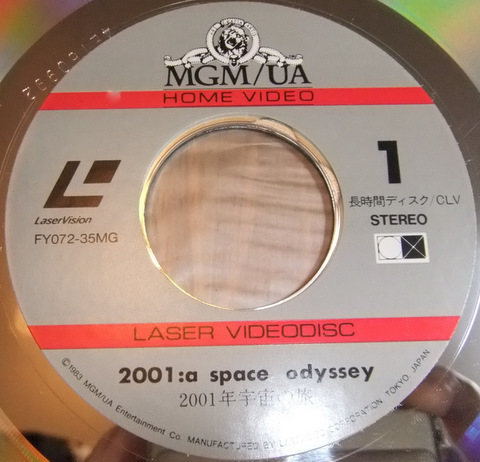 MGM/UA
HOME VIDEO
LaserVision
FY072-35MG
1
長時間ディスク/CLV
STEREO
LASER VIDEODISC
2001:a space odyssey
2001年宇宙の旅
©1983 MGM/UA Entertainment Co. MANUFACTURED BY CORPORATION TOKYO, JAPAN